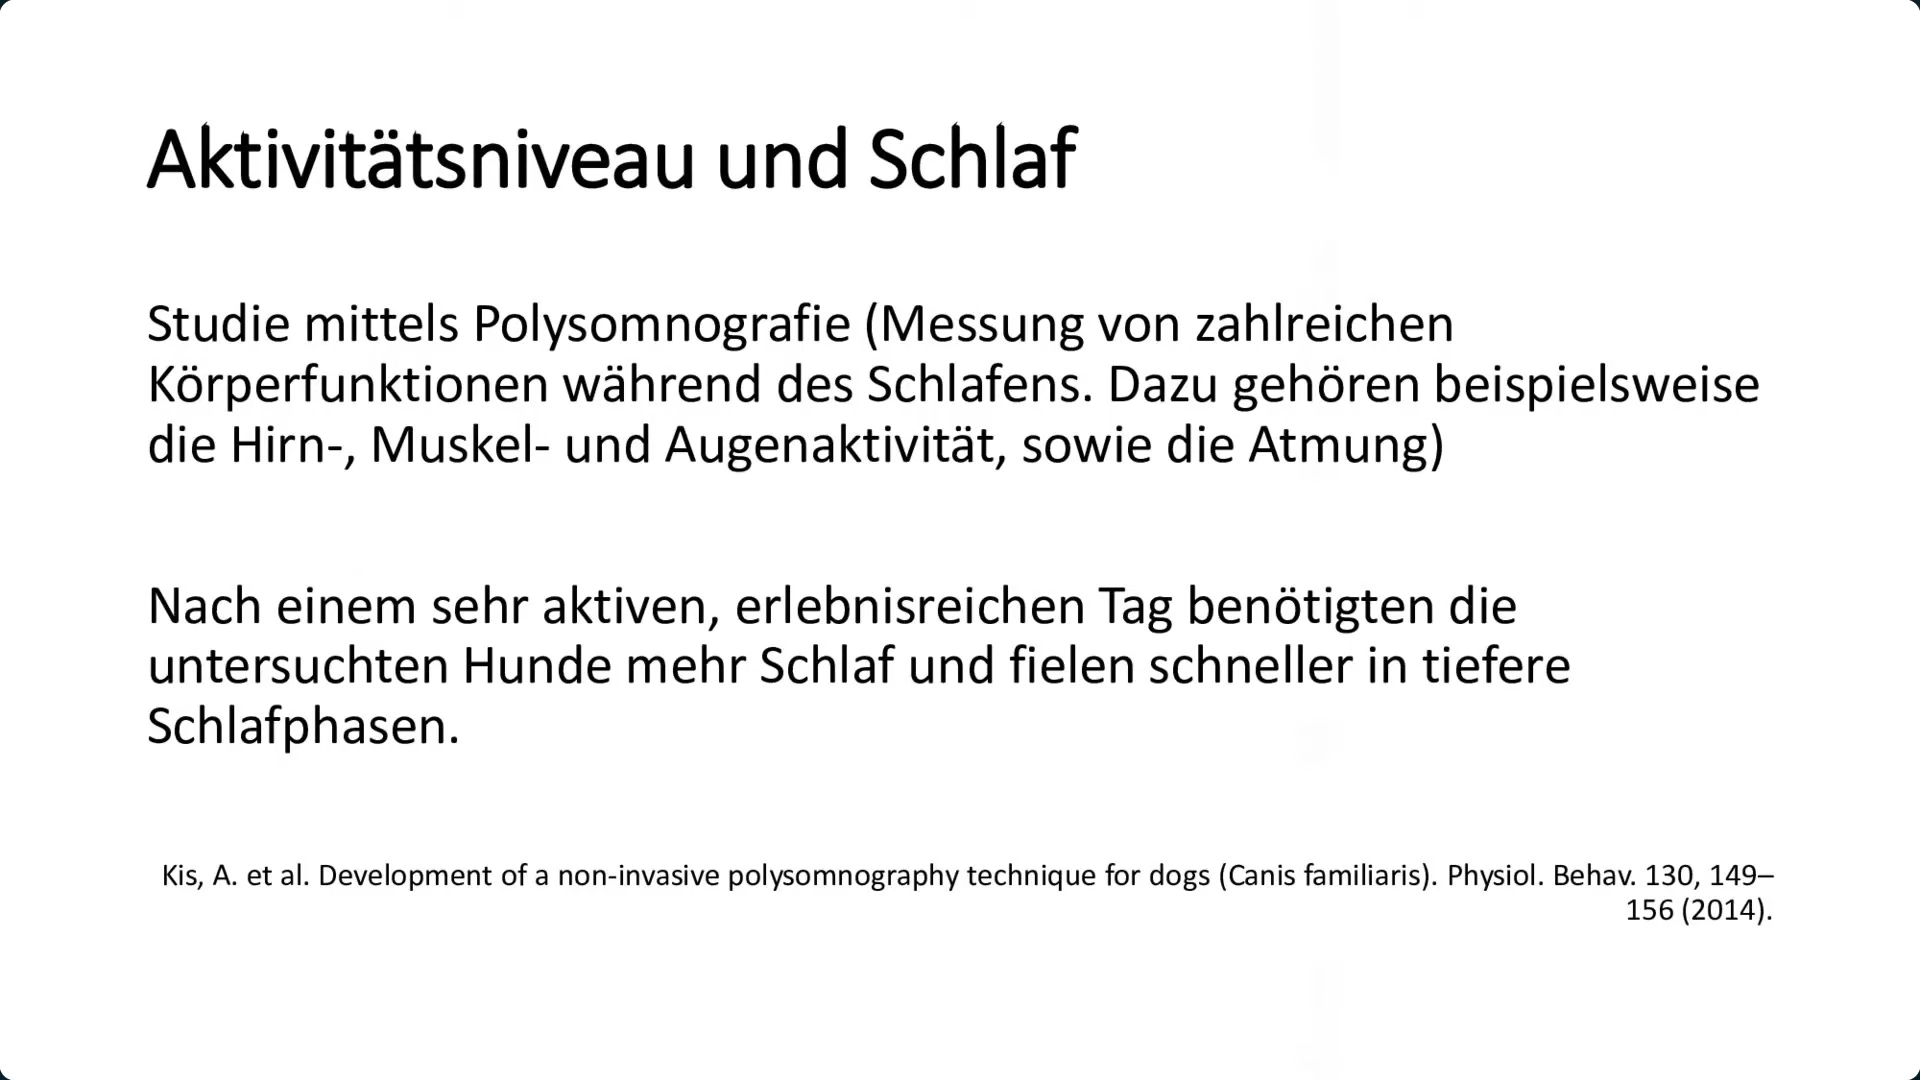 Aktivitätsniveau und Schlaf
Studie mittels Polysomnografie (Messung von zahlreichen
Körperfunktionen während des Schlafens. Dazu gehören beispielsweise
die Hirn-, Muskel- und Augenaktivität, sowie die Atmung)
Nach einem sehr aktiven, erlebnisreichen Tag benötigten die
untersuchten Hunde mehr Schlaf und fielen schneller in tiefere
Schlafphasen.
Kis, A. et al. Development of a non-invasive polysomnography technique for dogs (Canis familiaris). Physiol. Behav. 130, 149–
156 (2014).